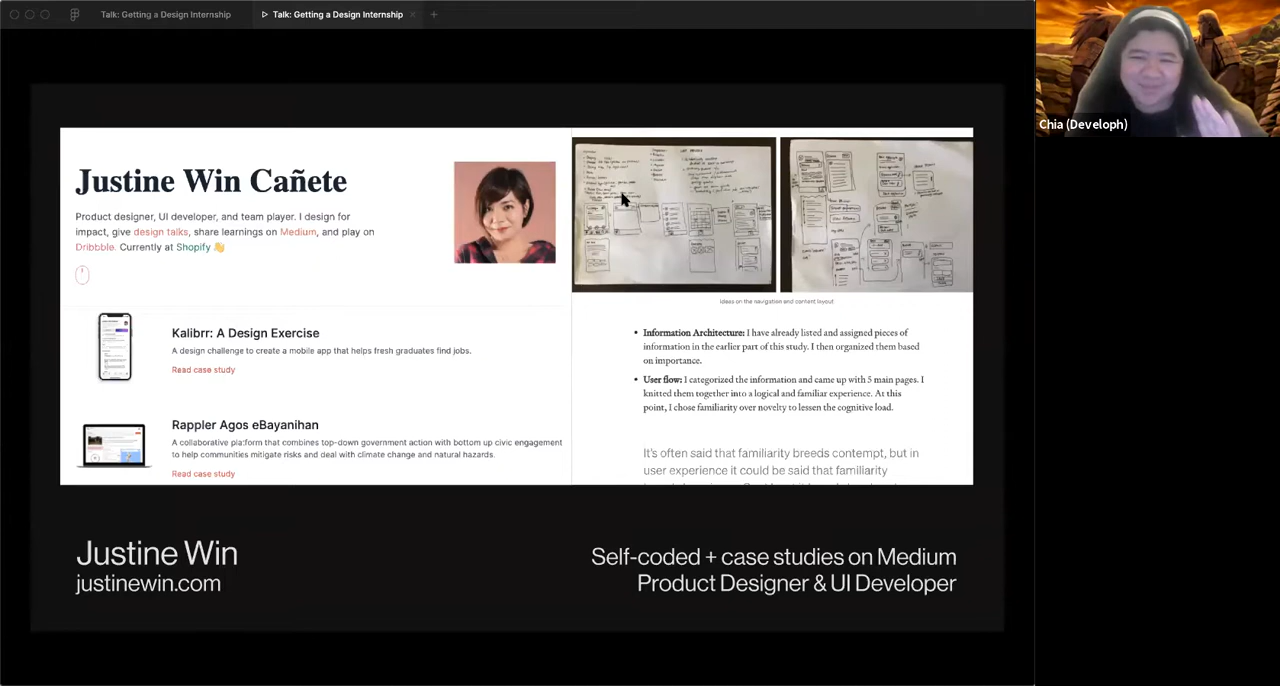 Talk: Getting a Design Internship
Talk: Getting a Design Internship
Chia (Developh)
Justine Win Cañete
Product designer, UI developer, and team player. I design for
impact, give design talks, share learnings on Medium, and play on
Dribbble. Currently at Shopify 👋
Kalibrr: A Design Exercise
A design challenge to create a mobile app that helps fresh graduates find jobs.
Read case study
Rappler Agos eBayanihan
A collaborative platform that combines top-down government action with bottom up civic engagement
to help communities mitigate risks and deal with climate change and natural hazards.
Read case study
Ideas on the navigation and content layout
• Information Architecture: I have already listed and assigned pieces of
information in the earlier part of this study. I then organized them based
on importance.
• User flow: I categorized the information and came up with 5 main pages. I
knitted them together into a logical and familiar experience. At this
point, I chose familiarity over novelty to lessen the cognitive load.
It's often said that familiarity breeds contempt, but in
user experience it could be said that familiarity
Justine Win
justinewin.com
Self-coded + case studies on Medium
Product Designer & UI Developer